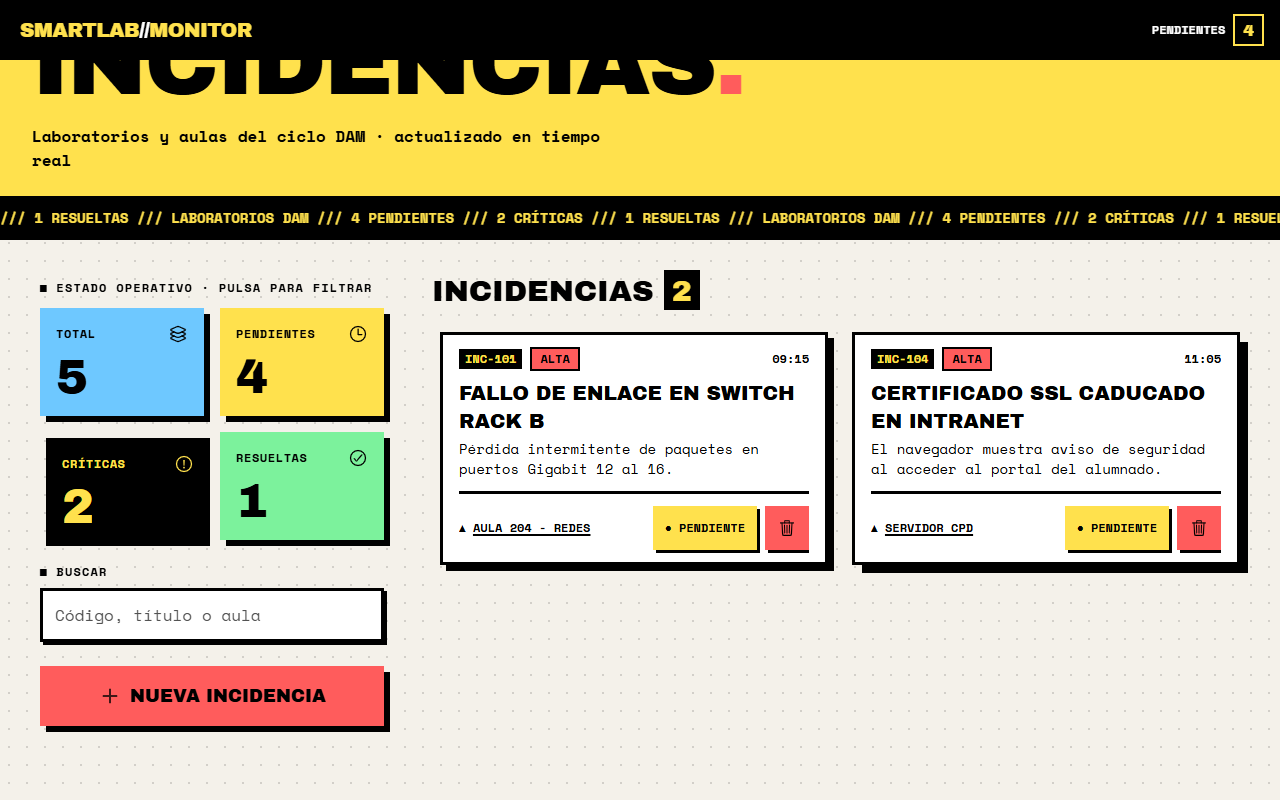 SMARTLAB//MONITOR
PENDIENTES 4
INCIDENCIAS.
Laboratorios y aulas del ciclo DAM · actualizado en tiempo
real
/// 1 RESUELTAS /// LABORATORIOS DAM /// 4 PENDIENTES /// 2 CRÍTICAS /// 1 RESUELTAS /// LABORATORIOS DAM /// 4 PENDIENTES /// 2 CRÍTICAS /// 1 RESUEL
■ ESTADO OPERATIVO · PULSA PARA FILTRAR
TOTAL
5
PENDIENTES
4
CRÍTICAS
2
RESUELTAS
1
■ BUSCAR
Código, título o aula
+ NUEVA INCIDENCIA
INCIDENCIAS 2
INC-101 ALTA 09:15
FALLO DE ENLACE EN SWITCH
RACK B
Pérdida intermitente de paquetes en
puertos Gigabit 12 al 16.
▲ AULA 204 - REDES
● PENDIENTE
INC-104 ALTA 11:05
CERTIFICADO SSL CADUCADO
EN INTRANET
El navegador muestra aviso de seguridad
al acceder al portal del alumnado.
▲ SERVIDOR CPD
● PENDIENTE